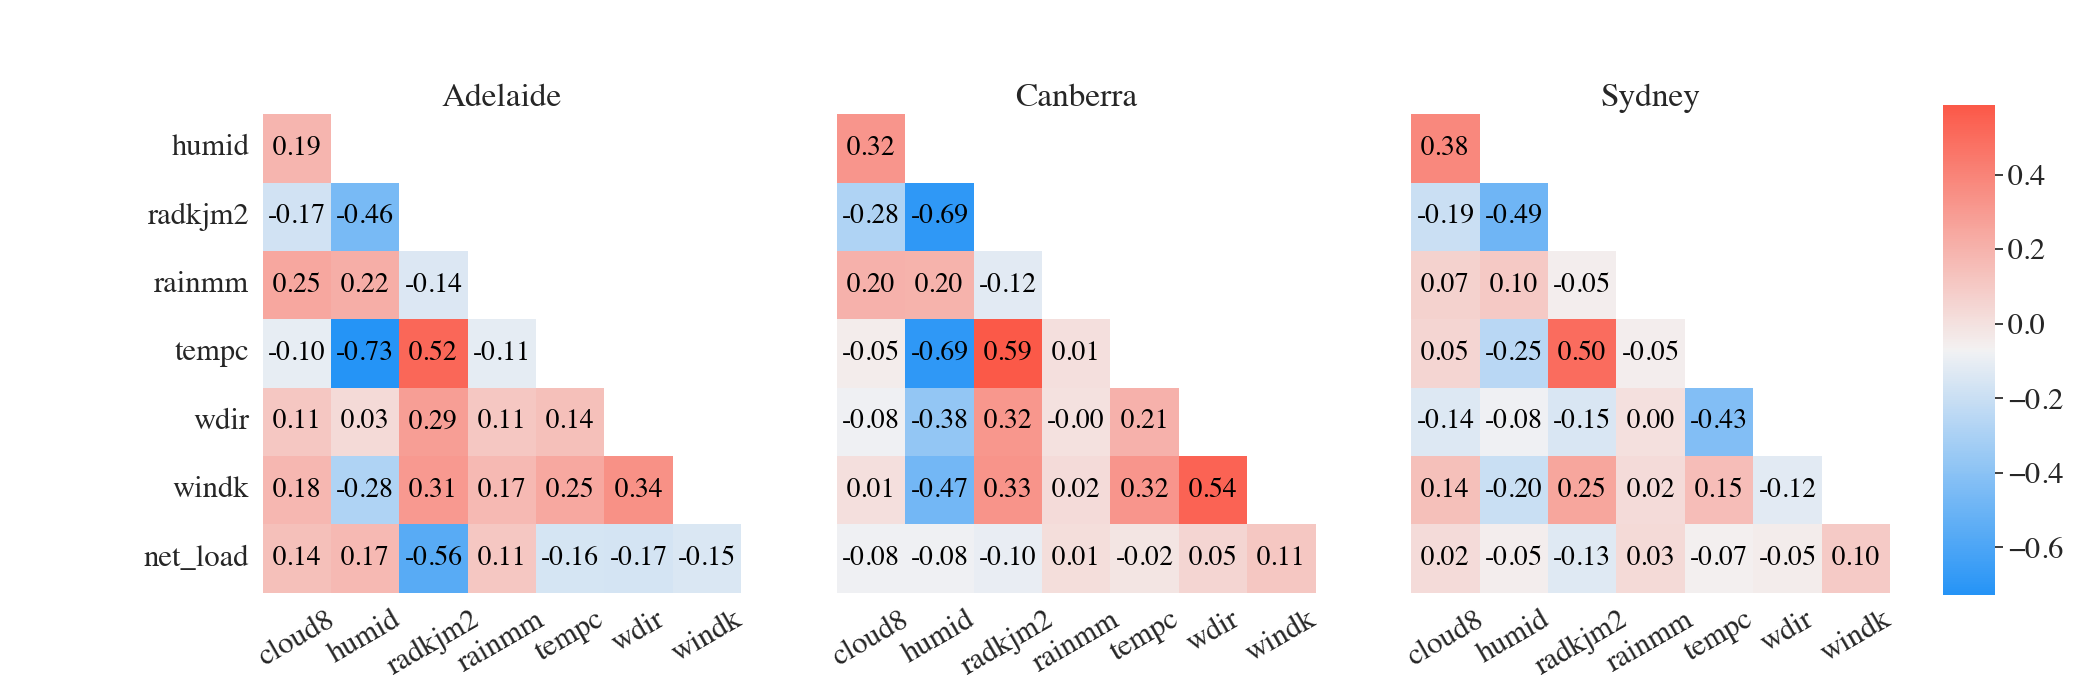 Adelaide Canberra Sydney
humid 0.19 0.32 0.38
radkjm2 -0.17 -0.46 -0.28 -0.69 -0.19 -0.49 0.4
rainmm 0.25 0.22 -0.14 0.20 0.20 -0.12 0.07 0.10 -0.05 0.2
0.0
tempc -0.10 -0.73 0.52 -0.11 -0.05 -0.69 0.59 0.01 0.05 -0.25 0.50 -0.05
wdir 0.11 0.03 0.29 0.11 0.14 -0.08 -0.38 0.32 -0.00 0.21 -0.14 -0.08 -0.15 0.00 -0.43 −0.2
windk 0.18 -0.28 0.31 0.17 0.25 0.34 0.01 -0.47 0.33 0.02 0.32 0.54 0.14 -0.20 0.25 0.02 0.15 -0.12 −0.4
net_load 0.14 0.17 -0.56 0.11 -0.16 -0.17 -0.15 -0.08 -0.08 -0.10 0.01 -0.02 0.05 0.11 0.02 -0.05 -0.13 0.03 -0.07 -0.05 0.10 −0.6
cloud8 humid radkjm2 rainmm tempc wdir windk cloud8 humid radkjm2 rainmm tempc wdir windk cloud8 humid radkjm2 rainmm tempc wdir windk